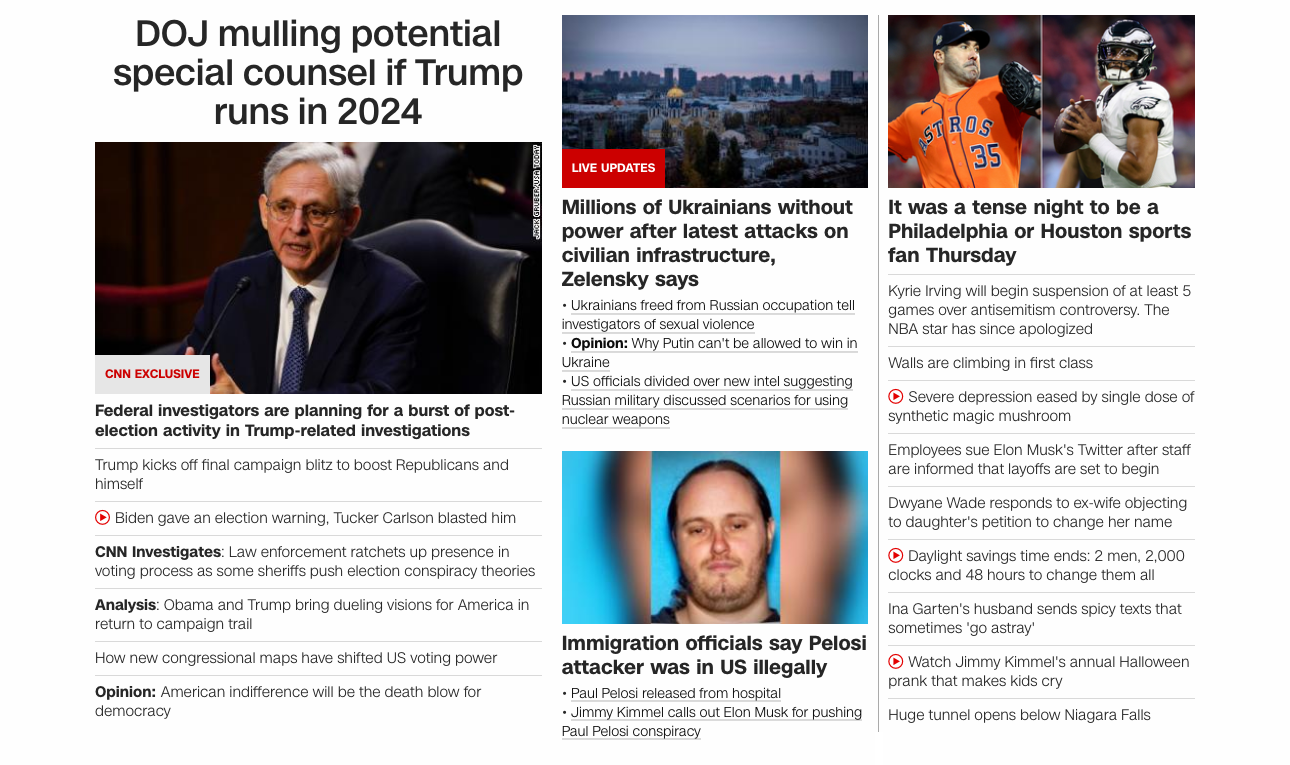 DOJ mulling potential
special counsel if Trump
runs in 2024
JACK GRUBER/USA TODAY
CNN EXCLUSIVE
Federal investigators are planning for a burst of post-
election activity in Trump-related investigations
Trump kicks off final campaign blitz to boost Republicans and
himself
Biden gave an election warning, Tucker Carlson blasted him
CNN Investigates: Law enforcement ratchets up presence in
voting process as some sheriffs push election conspiracy theories
Analysis: Obama and Trump bring dueling visions for America in
return to campaign trail
How new congressional maps have shifted US voting power
Opinion: American indifference will be the death blow for
democracy
LIVE UPDATES
Millions of Ukrainians without
power after latest attacks on
civilian infrastructure,
Zelensky says
• Ukrainians freed from Russian occupation tell
investigators of sexual violence
• Opinion: Why Putin can't be allowed to win in
Ukraine
• US officials divided over new intel suggesting
Russian military discussed scenarios for using
nuclear weapons
Immigration officials say Pelosi
attacker was in US illegally
• Paul Pelosi released from hospital
• Jimmy Kimmel calls out Elon Musk for pushing
Paul Pelosi conspiracy
ASTROS
35
It was a tense night to be a
Philadelphia or Houston sports
fan Thursday
Kyrie Irving will begin suspension of at least 5
games over antisemitism controversy. The
NBA star has since apologized
Walls are climbing in first class
Severe depression eased by single dose of
synthetic magic mushroom
Employees sue Elon Musk's Twitter after staff
are informed that layoffs are set to begin
Dwyane Wade responds to ex-wife objecting
to daughter's petition to change her name
Daylight savings time ends: 2 men, 2,000
clocks and 48 hours to change them all
Ina Garten's husband sends spicy texts that
sometimes 'go astray'
Watch Jimmy Kimmel's annual Halloween
prank that makes kids cry
Huge tunnel opens below Niagara Falls